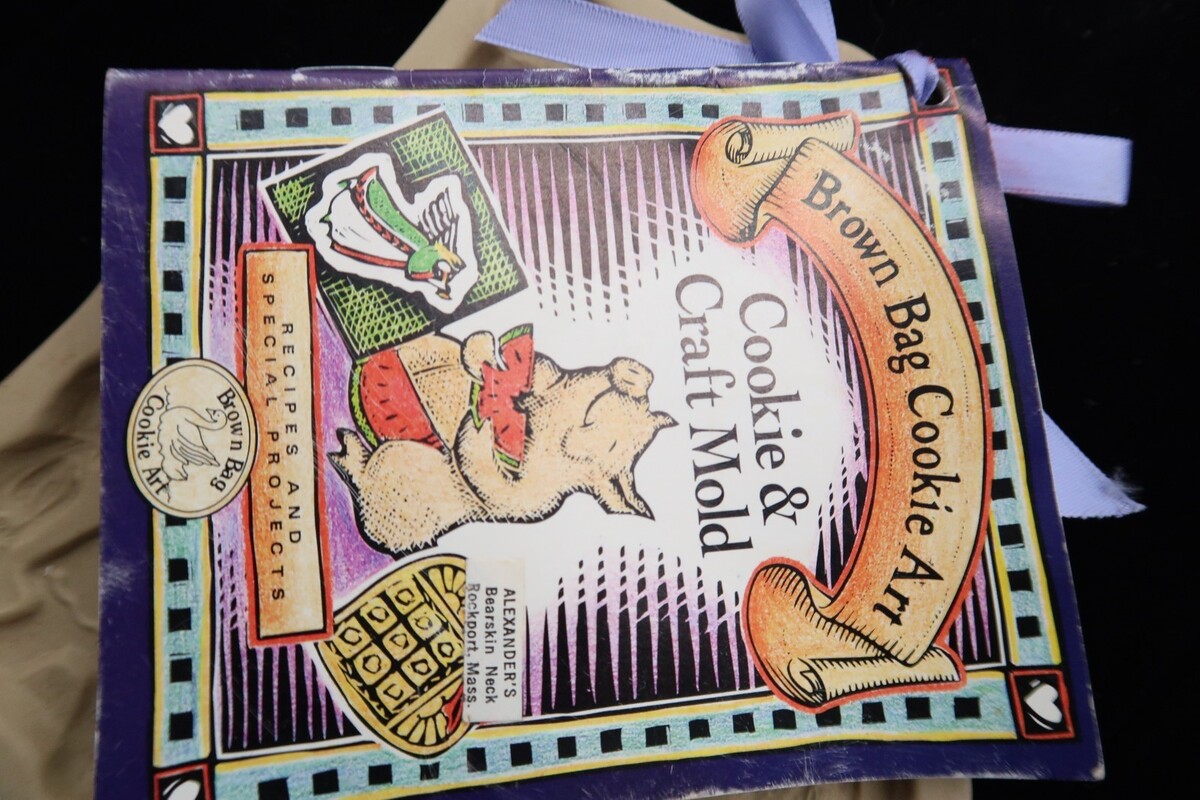 Brown Bag Cookie Art
Cookie &
Craft Mold
ALEXANDER'S
Bearskin Neck
Rockport, Mass.
RECIPES AND
SPECIAL PROJECTS
Brown Bag
Cookie Art